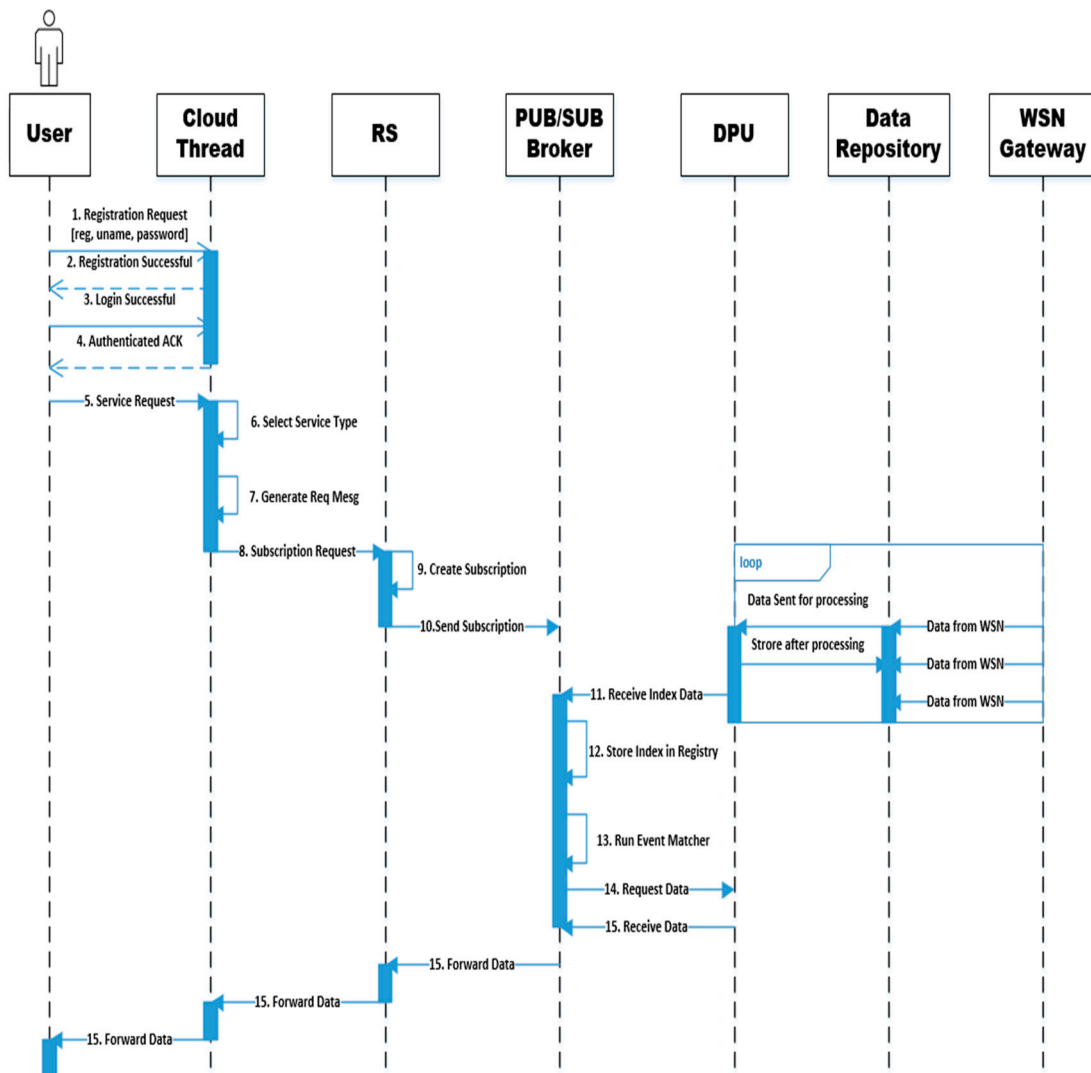 User
Cloud
Thread
RS
PUB/SUB
Broker
DPU
Data
Repository
WSN
Gateway
1. Registration Request
[reg, uname, password]
2. Registration Successful
3. Login Successful
4. Authenticated ACK
5. Service Request
6. Select Service Type
7. Generate Req Mesg
8. Subscription Request
9. Create Subscription
10.Send Subscription
loop
Data Sent for processing
Data from WSN
Strore after processing
Data from WSN
Data from WSN
11. Receive Index Data
12. Store Index in Registry
13. Run Event Matcher
14. Request Data
15. Receive Data
15. Forward Data
15. Forward Data
15. Forward Data